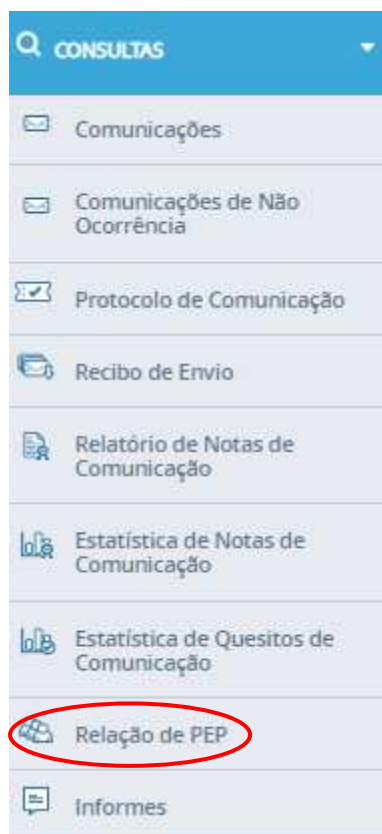 CONSULTAS
Comunicações
Comunicações de Não
Ocorrência
Protocolo de Comunicação
Recibo de Envio
Relatório de Notas de
Comunicação
Estatística de Notas de
Comunicação
Estatística de Quesitos de
Comunicação
Relação de PEP
Informes